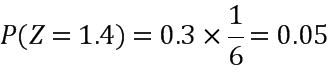 P(Z = 1.4) = 0.3 × 1/6 = 0.05